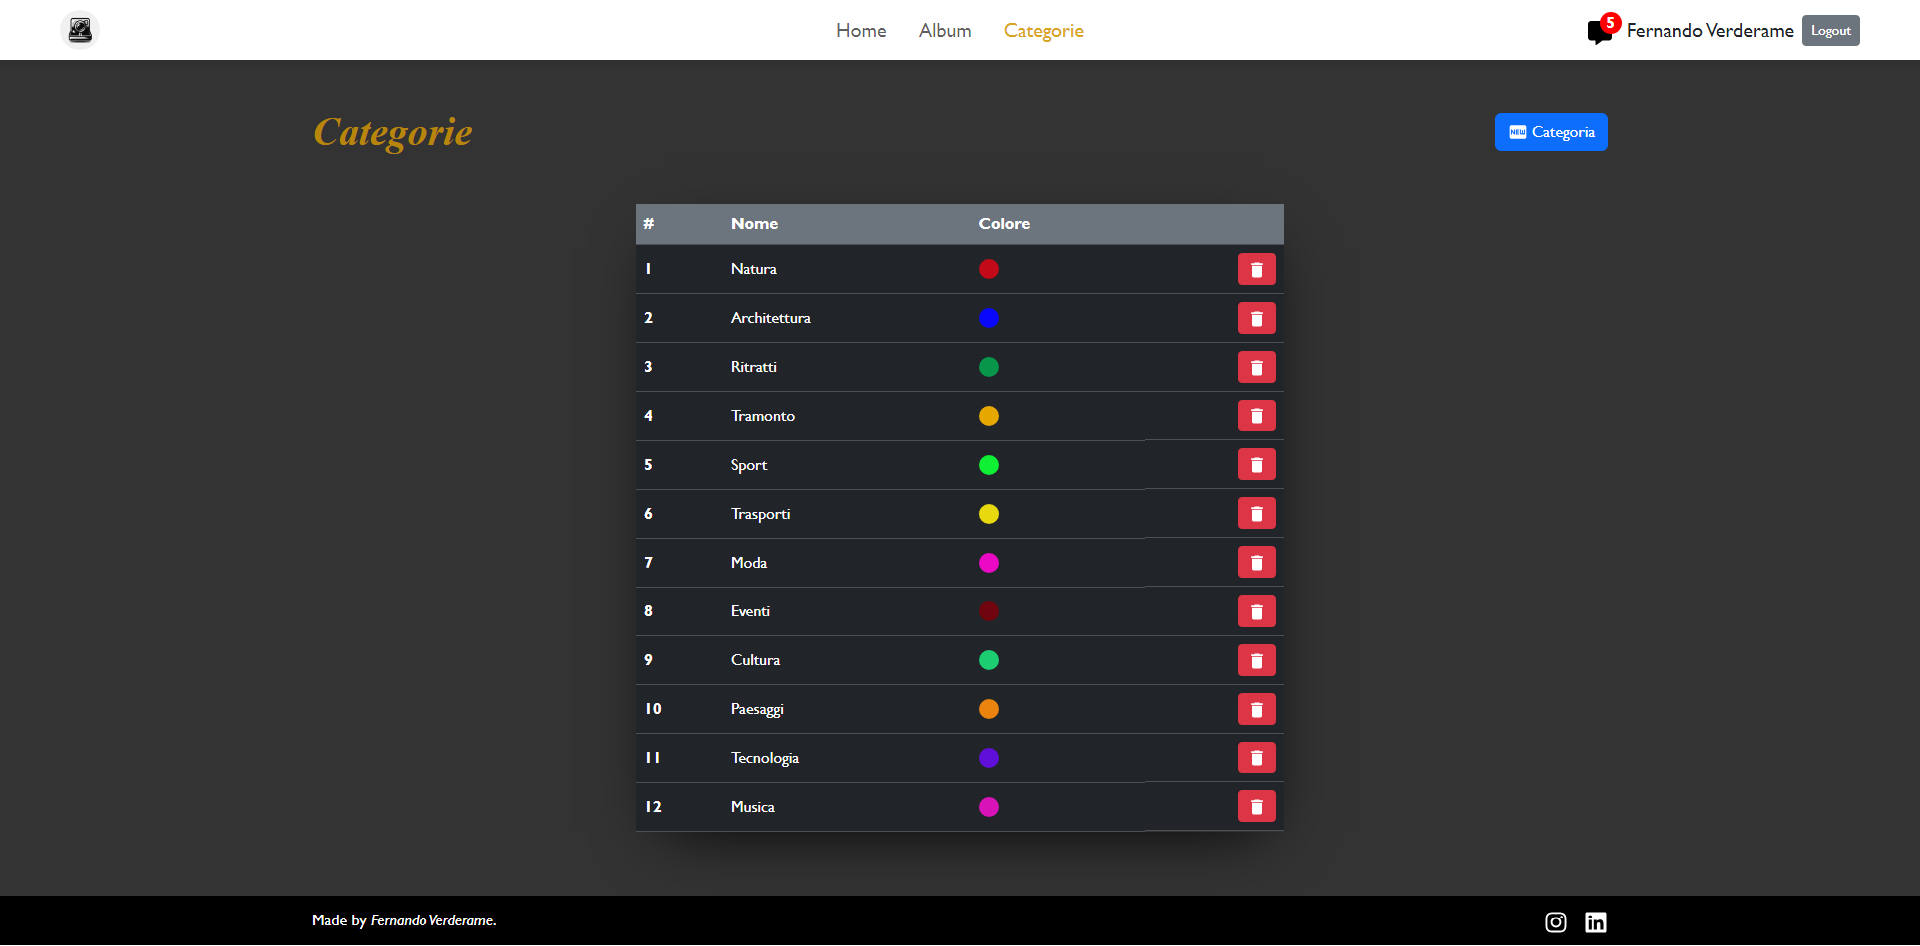 Home Album Categorie 5 Fernando Verderame Logout
Categorie NEW Categoria
# Nome Colore
1 Natura
2 Architettura
3 Ritratti
4 Tramonto
5 Sport
6 Trasporti
7 Moda
8 Eventi
9 Cultura
10 Paesaggi
11 Tecnologia
12 Musica
Made by Fernando Verderame.